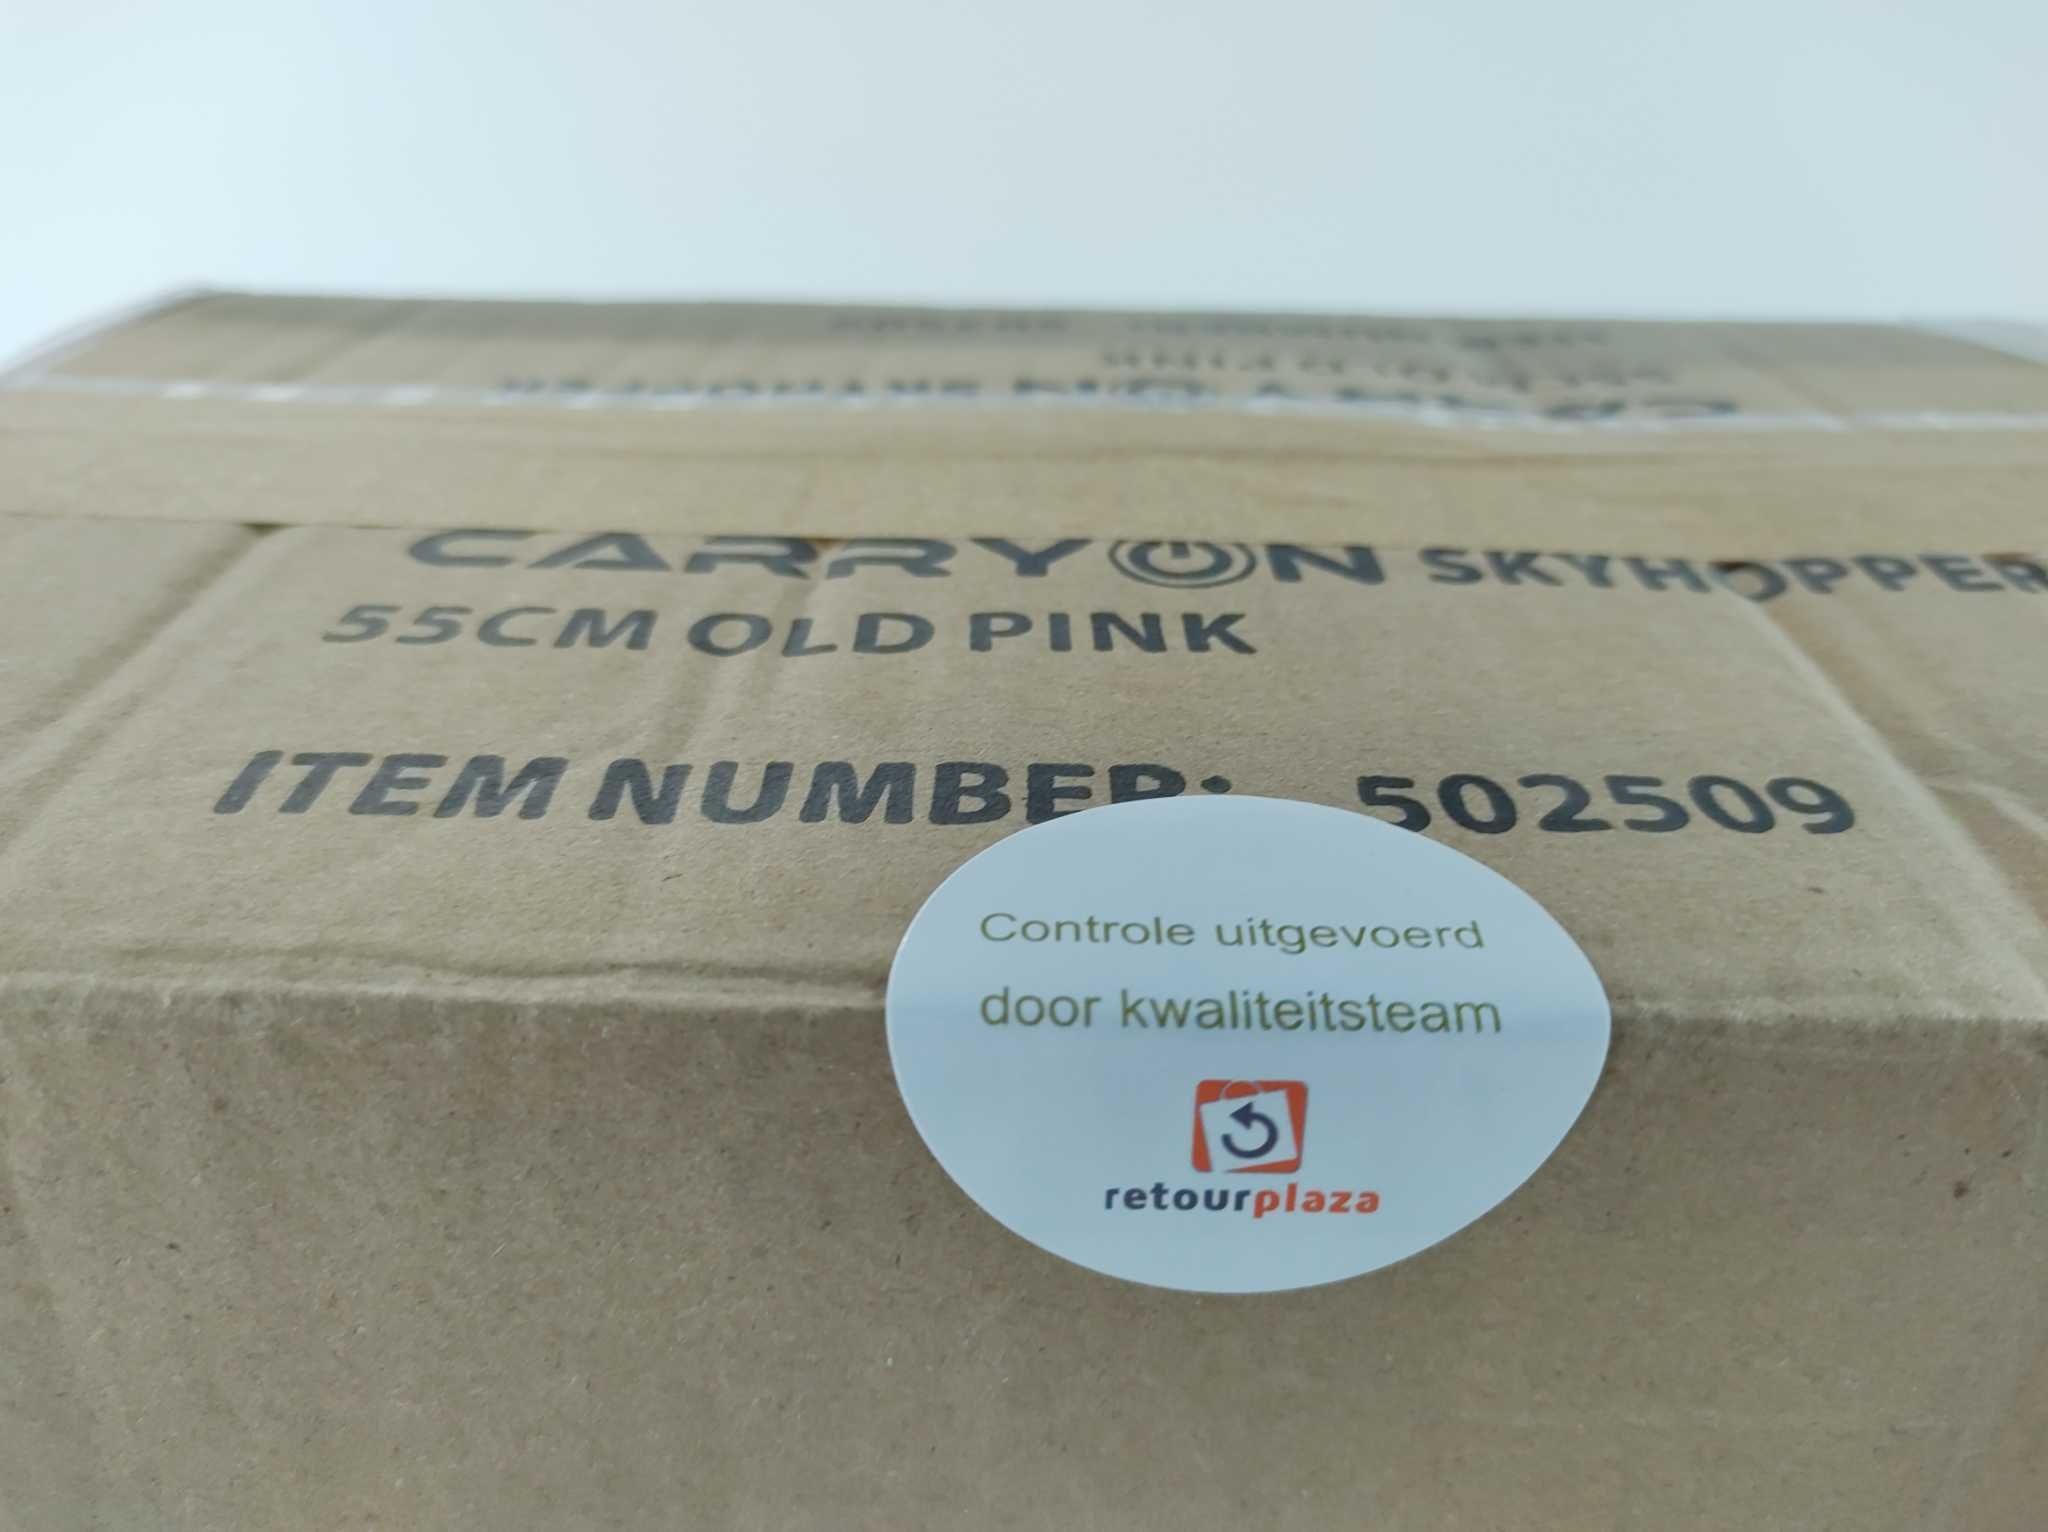 CARRYON SKYHOPPER
55CM OLD PINK
ITEM NUMBER: 502509
Controle uitgevoerd
door kwaliteitsteam
retourplaza